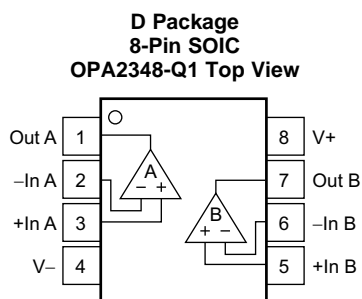 D Package
8-Pin SOIC
OPA2348-Q1 Top View
Out A 1 8 V+
A
–In A 2 7 Out B
– +
+In A 3 B 6 –In B
+ –
V– 4 5 +In B